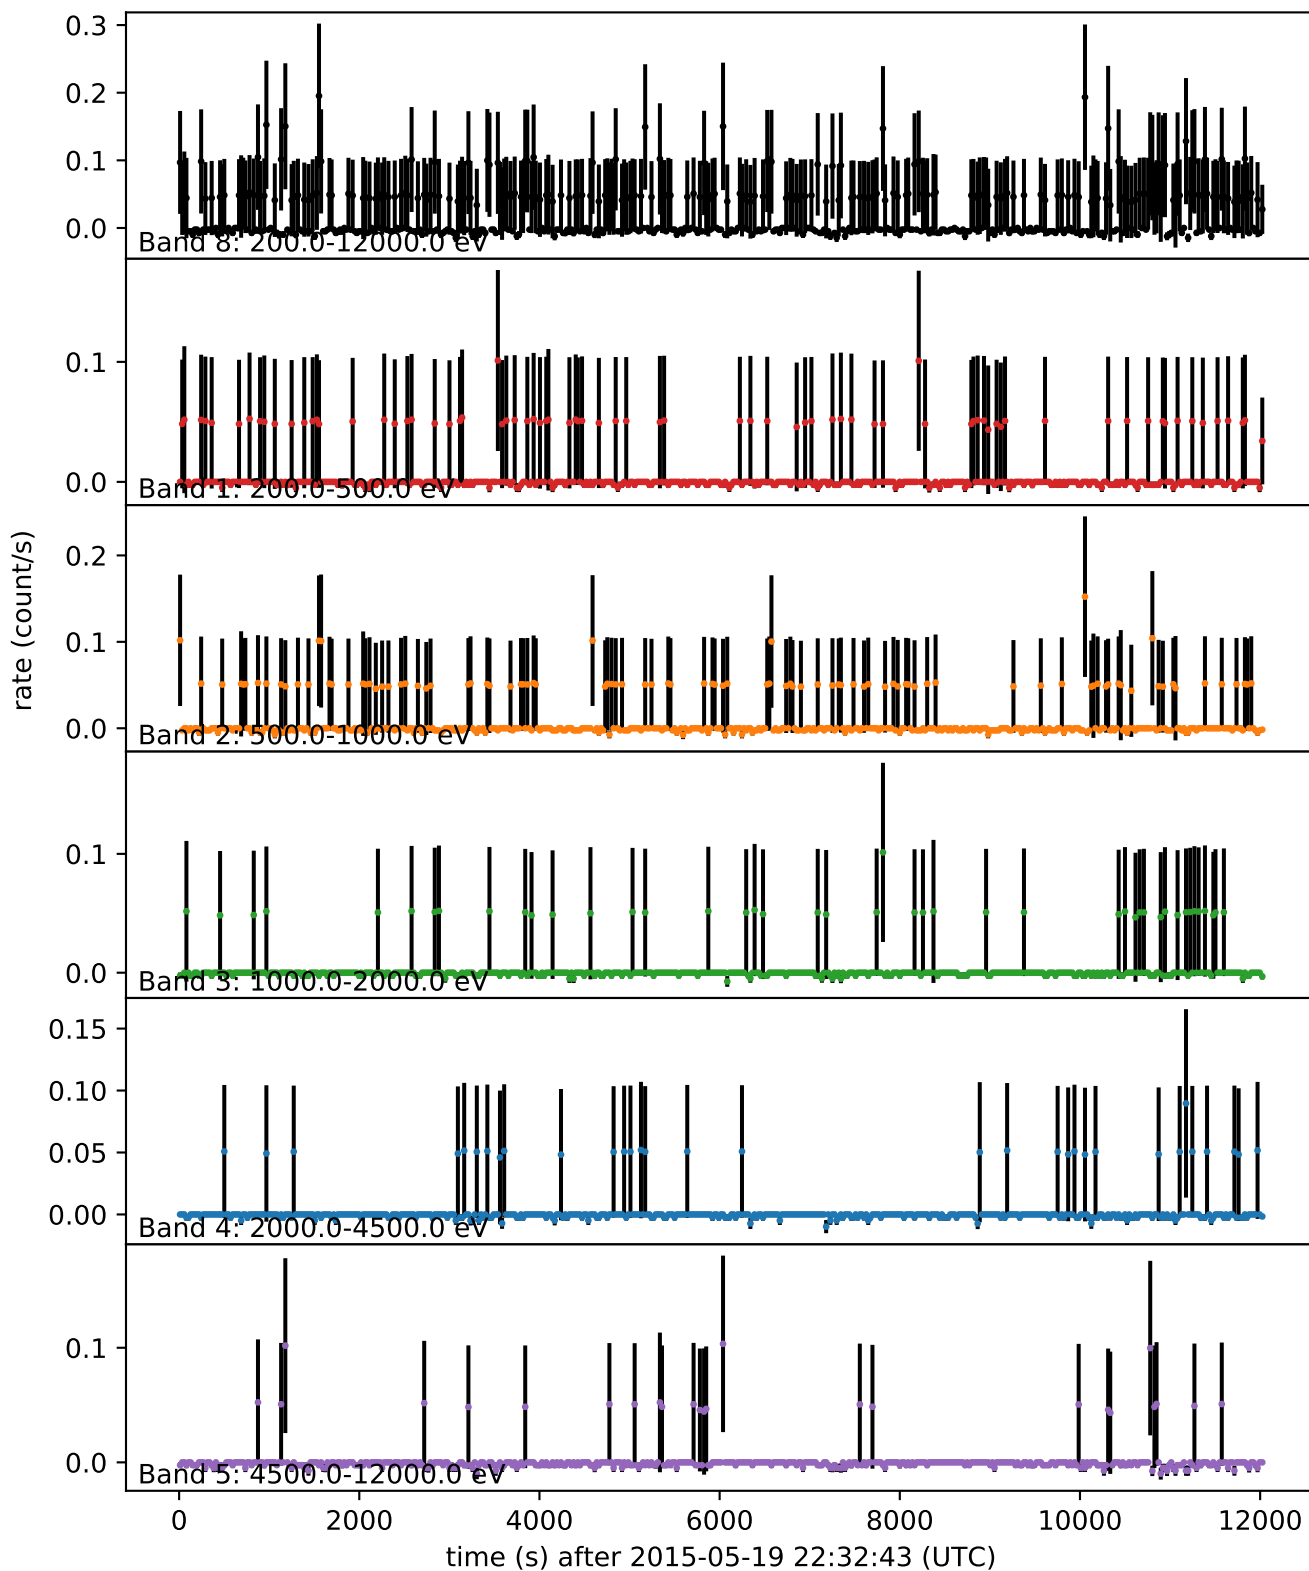 0.3
0.2
0.1
0.0
Band 8: 200.0-12000.0 eV
0.1
0.0
Band 1: 200.0-500.0 eV
rate (count/s)
0.2
0.1
0.0
Band 2: 500.0-1000.0 eV
0.1
0.0
Band 3: 1000.0-2000.0 eV
0.15
0.10
0.05
0.00
Band 4: 2000.0-4500.0 eV
0.1
0.0
Band 5: 4500.0-12000.0 eV
0 2000 4000 6000 8000 10000 12000
time (s) after 2015-05-19 22:32:43 (UTC)